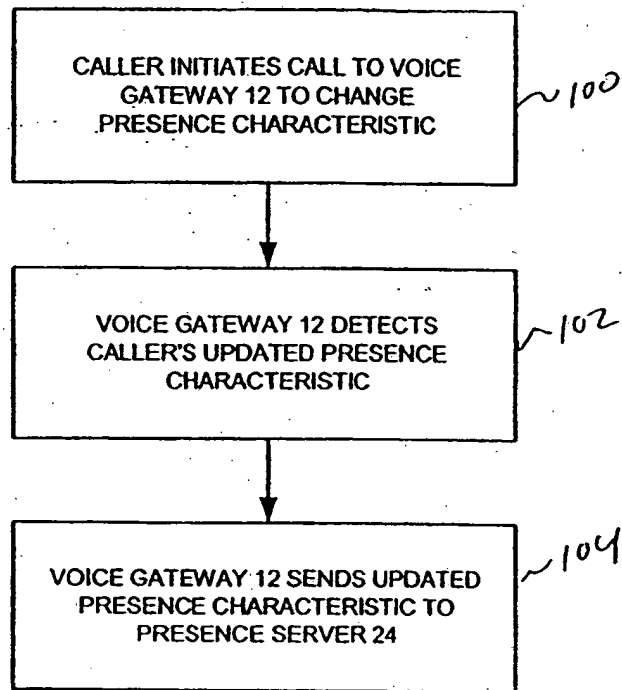 CALLER INITIATES CALL TO VOICE
GATEWAY 12 TO CHANGE
PRESENCE CHARACTERISTIC
100
VOICE GATEWAY 12 DETECTS
CALLER'S UPDATED PRESENCE
CHARACTERISTIC
102
VOICE GATEWAY 12 SENDS UPDATED
PRESENCE CHARACTERISTIC TO
PRESENCE SERVER 24
104